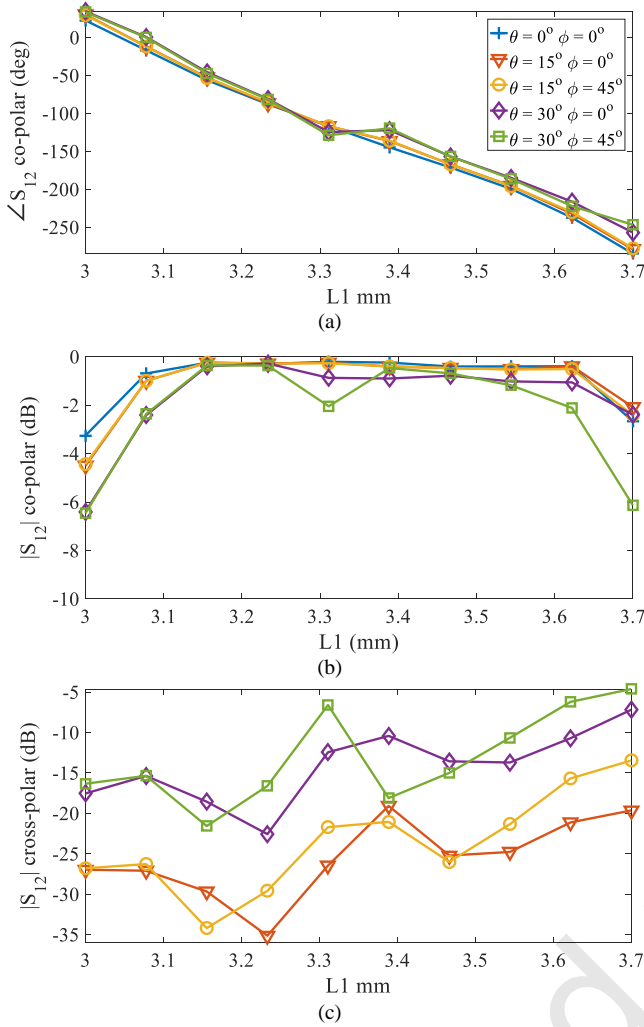 ∠S12 co-polar (deg)
0
-50
-100
-150
-200
-250
θ = 0° ϕ = 0°
θ = 15° ϕ = 0°
θ = 15° ϕ = 45°
θ = 30° ϕ = 0°
θ = 30° ϕ = 45°
3 3.1 3.2 3.3 3.4 3.5 3.6 3.7
L1 mm
(a)
|S12| co-polar (dB)
0
-2
-4
-6
-8
-10
3 3.1 3.2 3.3 3.4 3.5 3.6 3.7
L1 (mm)
(b)
|S12| cross-polar (dB)
-5
-10
-15
-20
-25
-30
-35
3 3.1 3.2 3.3 3.4 3.5 3.6 3.7
L1 mm
(c)